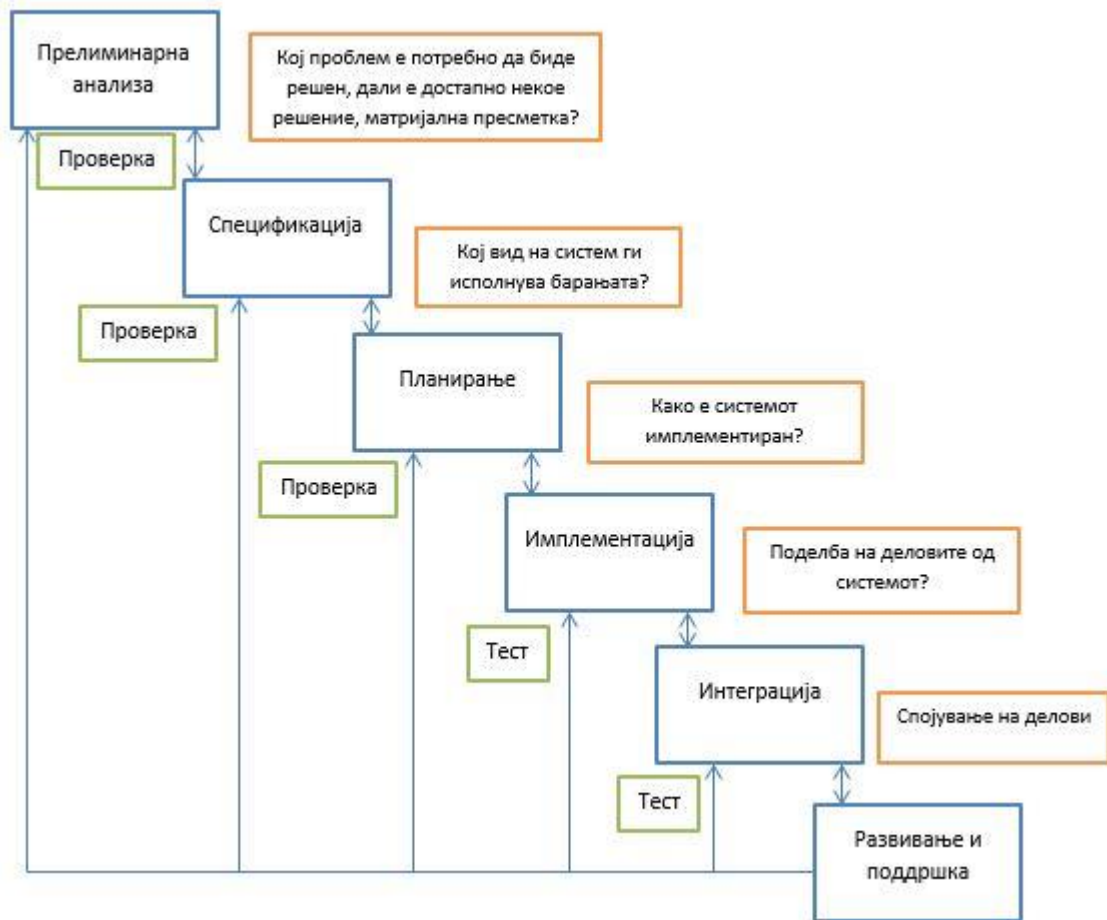 Прелиминарна
анализа
Кој проблем е потребно да биде
решен, дали е достапно некое
решение, матријална пресметка?
Проверка
Спецификација
Кој вид на систем ги
исполнува барањата?
Проверка
Планирање
Како е системот
имплементиран?
Проверка
Имплементација
Поделба на деловите од
системот?
Тест
Интеграција
Спојување на делови
Тест
Развивање и
поддршка